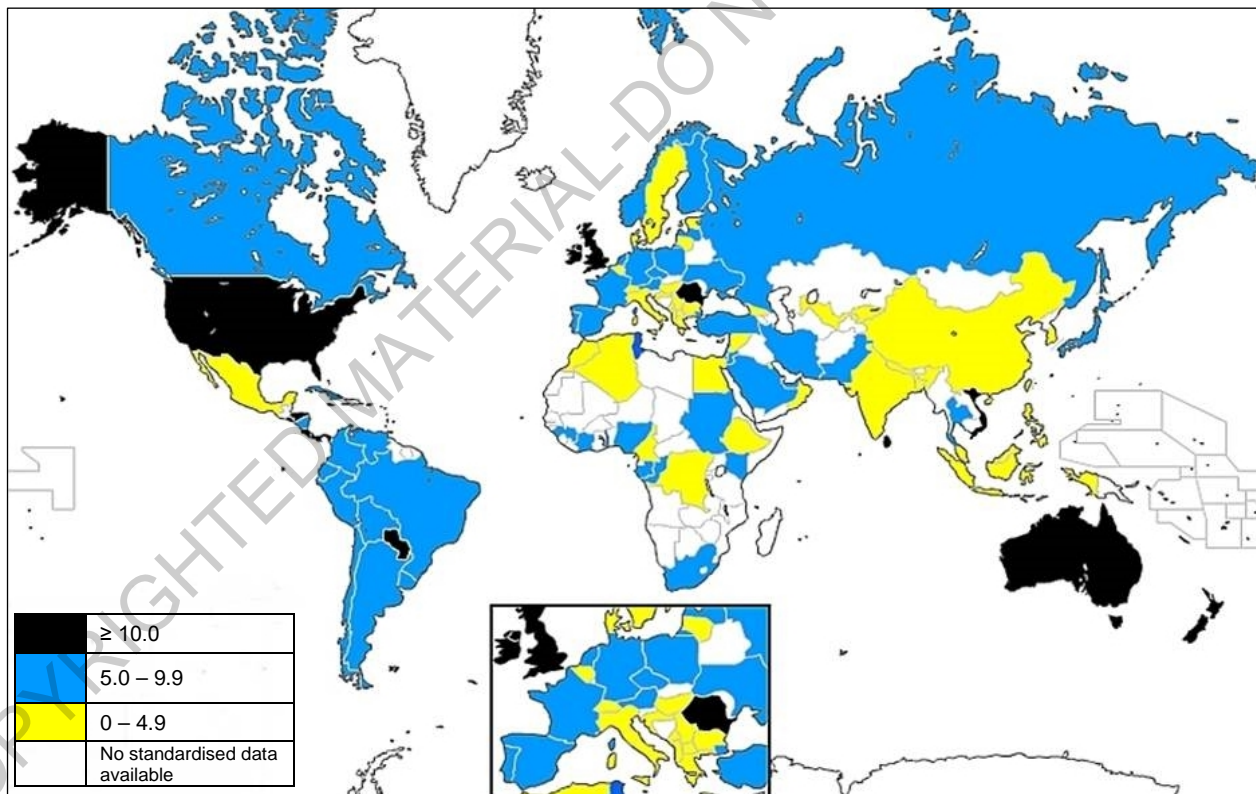 COPYRIGHTED MATERIAL-DO N
≥ 10.0
5.0 – 9.9
0 – 4.9
No standardised data
available